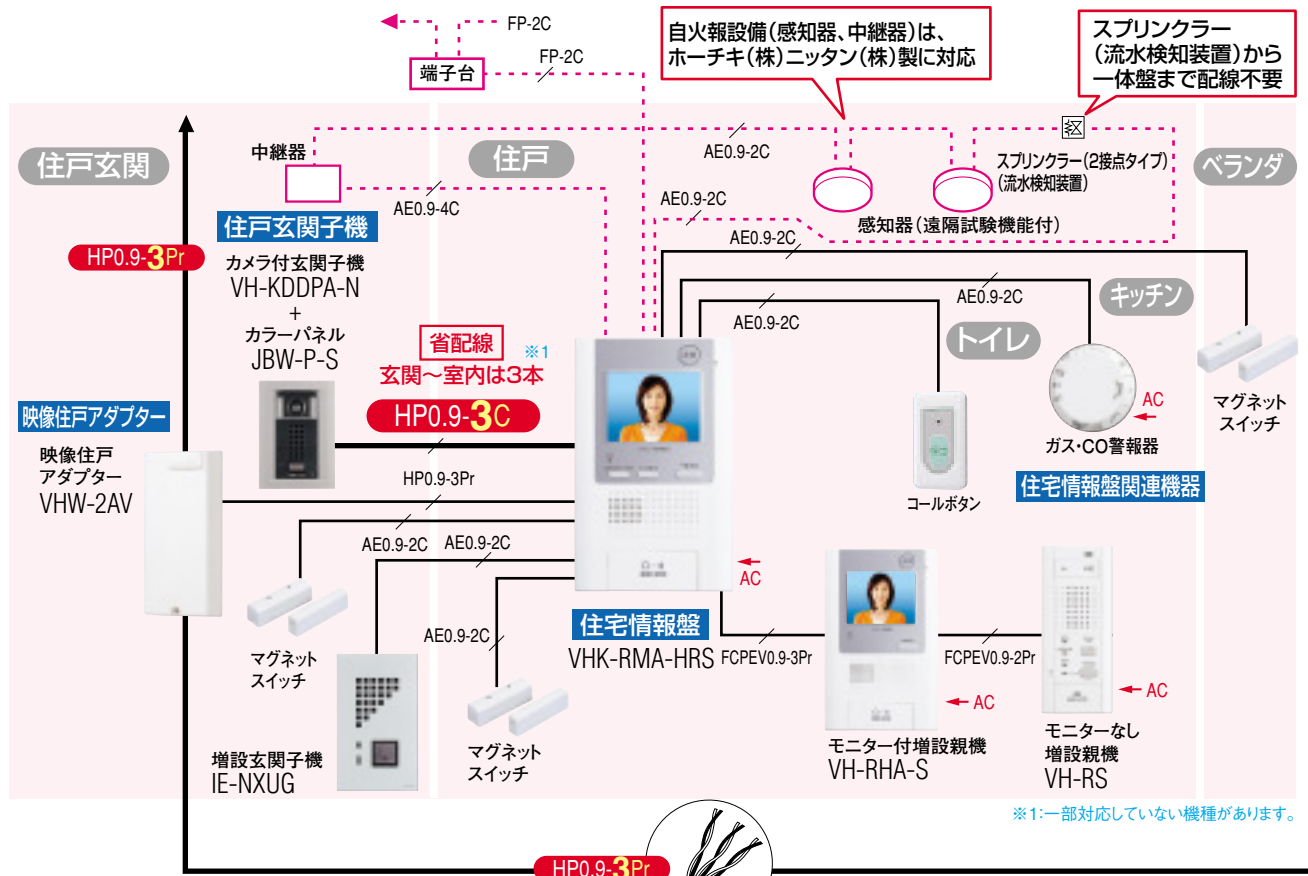 FP-2C
自火報設備(感知器、中継器)は、
ホーチキ(株)ニッタン(株)製に対応
スプリンクラー
(流水検知装置)から
一体盤まで配線不要
FP-2C
端子台
住戸玄関
中継器
住戸
AE0.9-2C
スプリンクラー(2接点タイプ)
(流水検知装置)
ベランダ
AE0.9-4C
AE0.9-2C
感知器(遠隔試験機能付)
住戸玄関子機
HP0.9-3Pr
カメラ付玄関子機
VH-KDDPA-N
+
カラーパネル
JBW-P-S
AE0.9-2C
AE0.9-2C
キッチン
AE0.9-2C
トイレ
省配線
※1
玄関～室内は3本
HP0.9-3C
AC
マグネット
スイッチ
ガス・CO警報器
映像住戸アダプター
映像住戸
アダプター
VHW-2AV
HP0.9-3Pr
コールボタン
住宅情報盤関連機器
AE0.9-2C
AE0.9-2C
AC
マグネット
スイッチ
AE0.9-2C
住宅情報盤
VHK-RMA-HRS
FCPEV0.9-3Pr
FCPEV0.9-2Pr
AC
AC
増設玄関子機
IE-NXUG
マグネット
スイッチ
モニター付増設親機
VH-RHA-S
モニターなし
増設親機
VH-RS
※1:一部対応していない機種があります。
HP0.9-3Pr